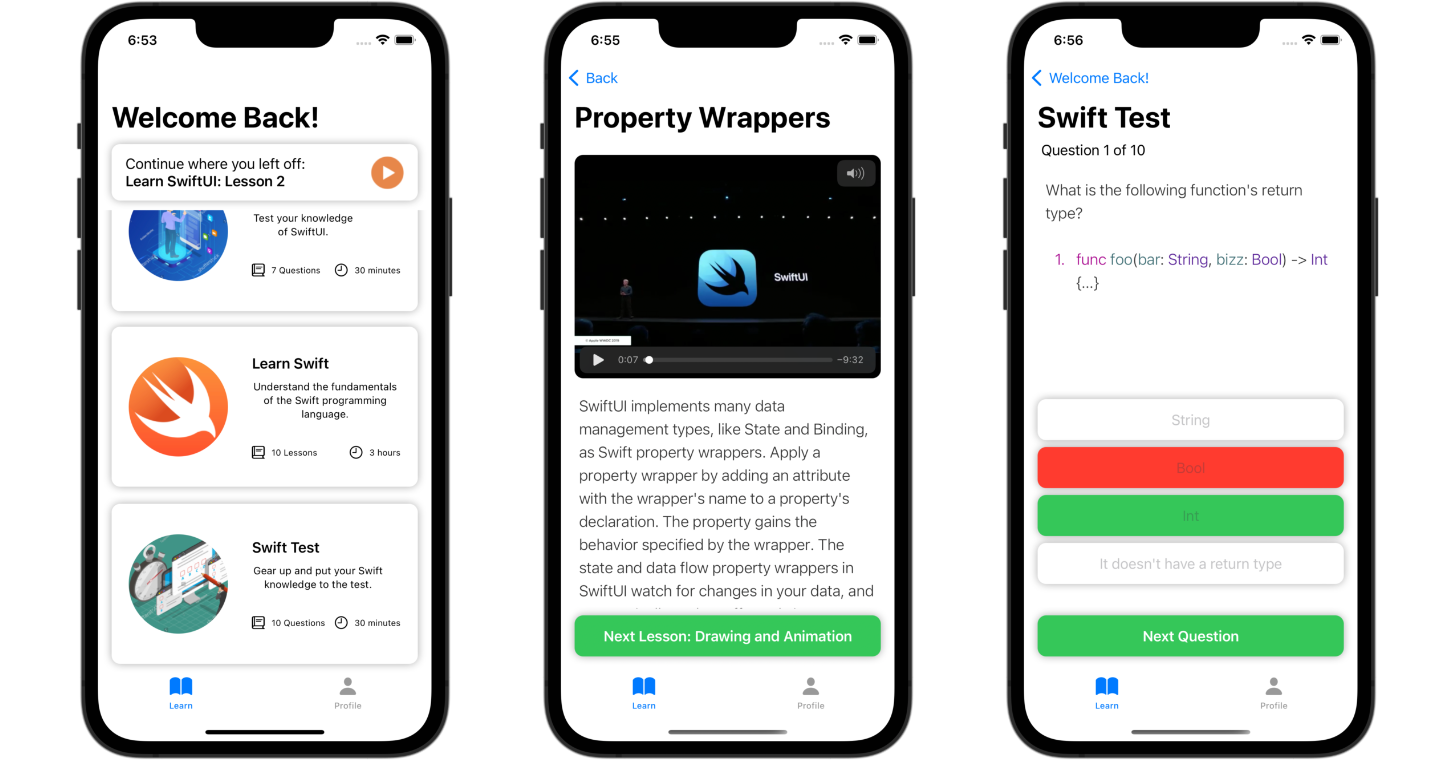 6:53
Welcome Back!
Continue where you left off:
Learn SwiftUI: Lesson 2
Test your knowledge
of SwiftUI.
7 Questions
30 minutes
Learn Swift
Understand the fundamentals
of the Swift programming
language.
10 Lessons
3 hours
Swift Test
Gear up and put your Swift
knowledge to the test.
10 Questions
30 minutes
Learn
Profile
6:55
Back
Property Wrappers
SwiftUI
0:07
−9:32
SwiftUI implements many data
management types, like State and Binding,
as Swift property wrappers. Apply a
property wrapper by adding an attribute
with the wrapper's name to a property's
declaration. The property gains the
behavior specified by the wrapper. The
state and data flow property wrappers in
SwiftUI watch for changes in your data, and
Next Lesson: Drawing and Animation
Learn
Profile
6:56
Welcome Back!
Swift Test
Question 1 of 10
What is the following function's return
type?
1. func foo(bar: String, bizz: Bool) -> Int
{...}
String
Bool
Int
It doesn't have a return type
Next Question
Learn
Profile